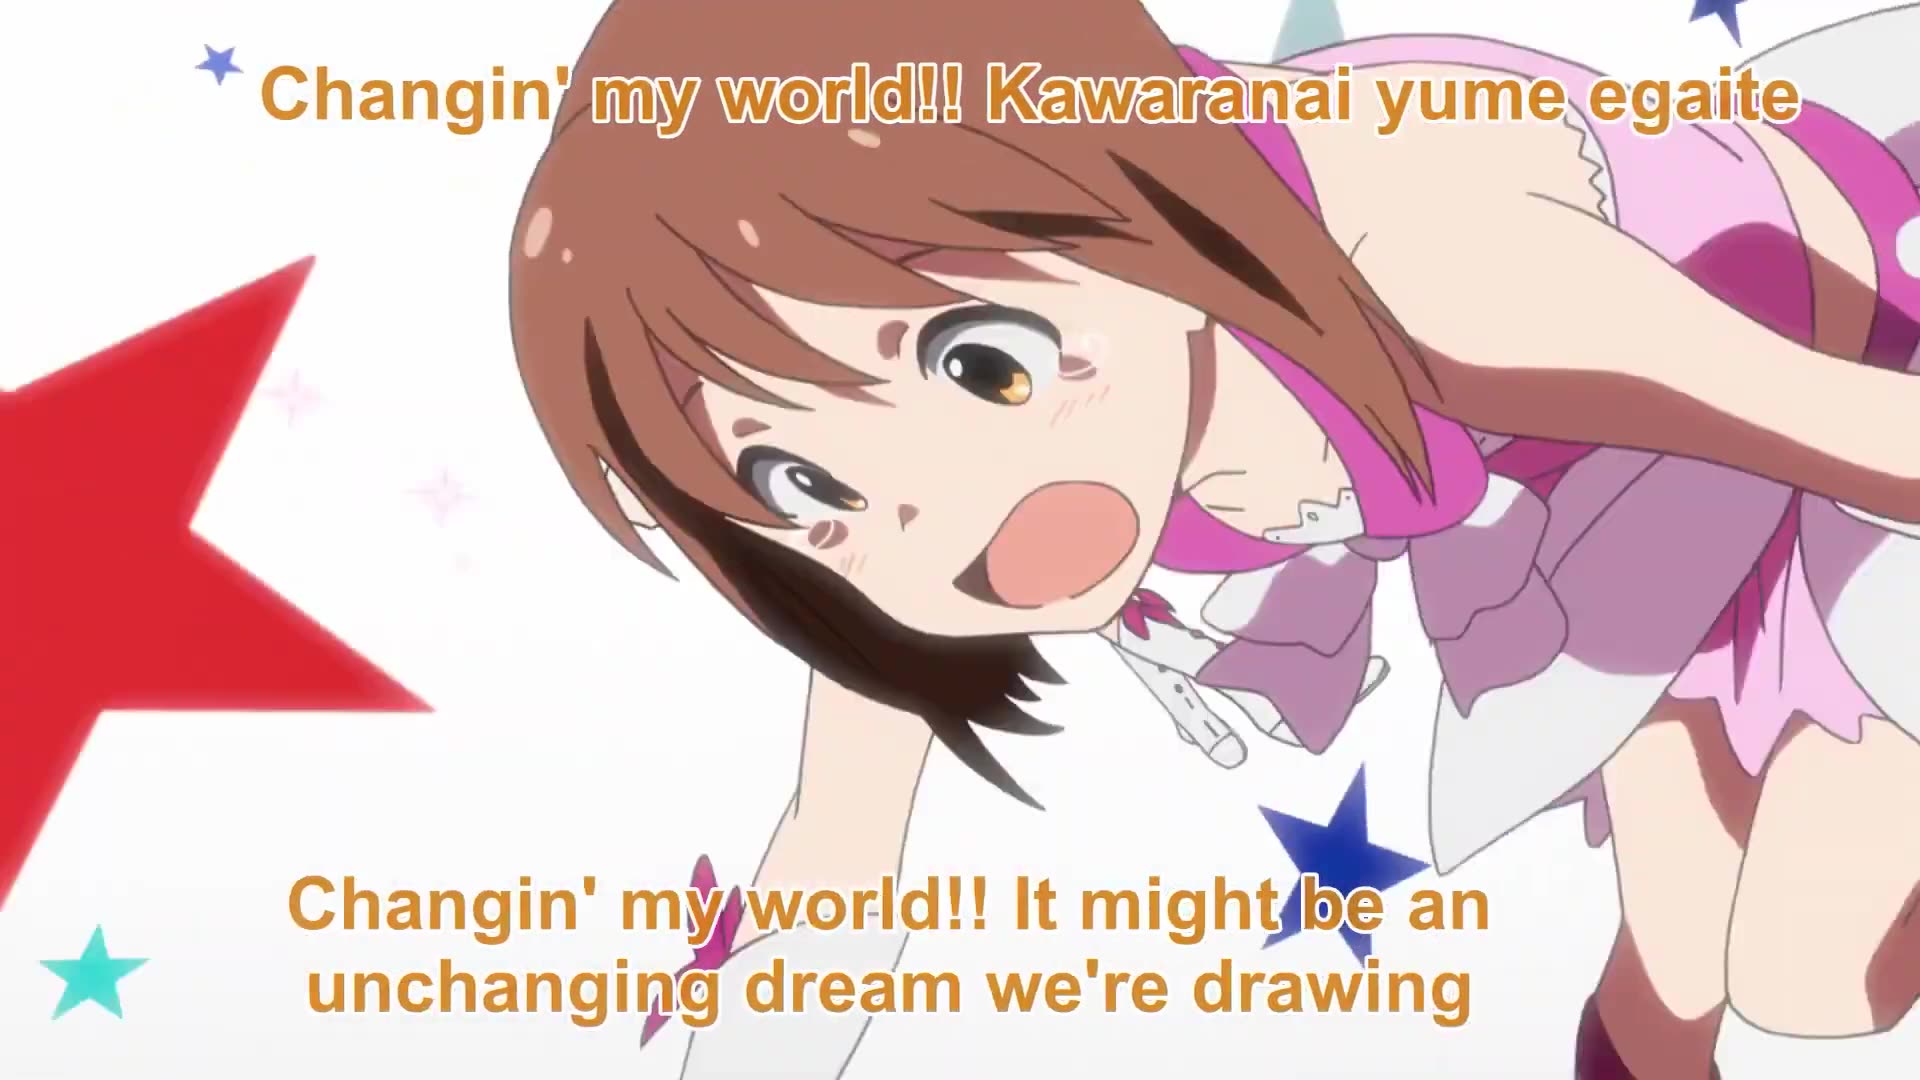 Changin' my world!! Kawaranai yume egaite
Changin' my world!! It might be an
unchanging dream we're drawing